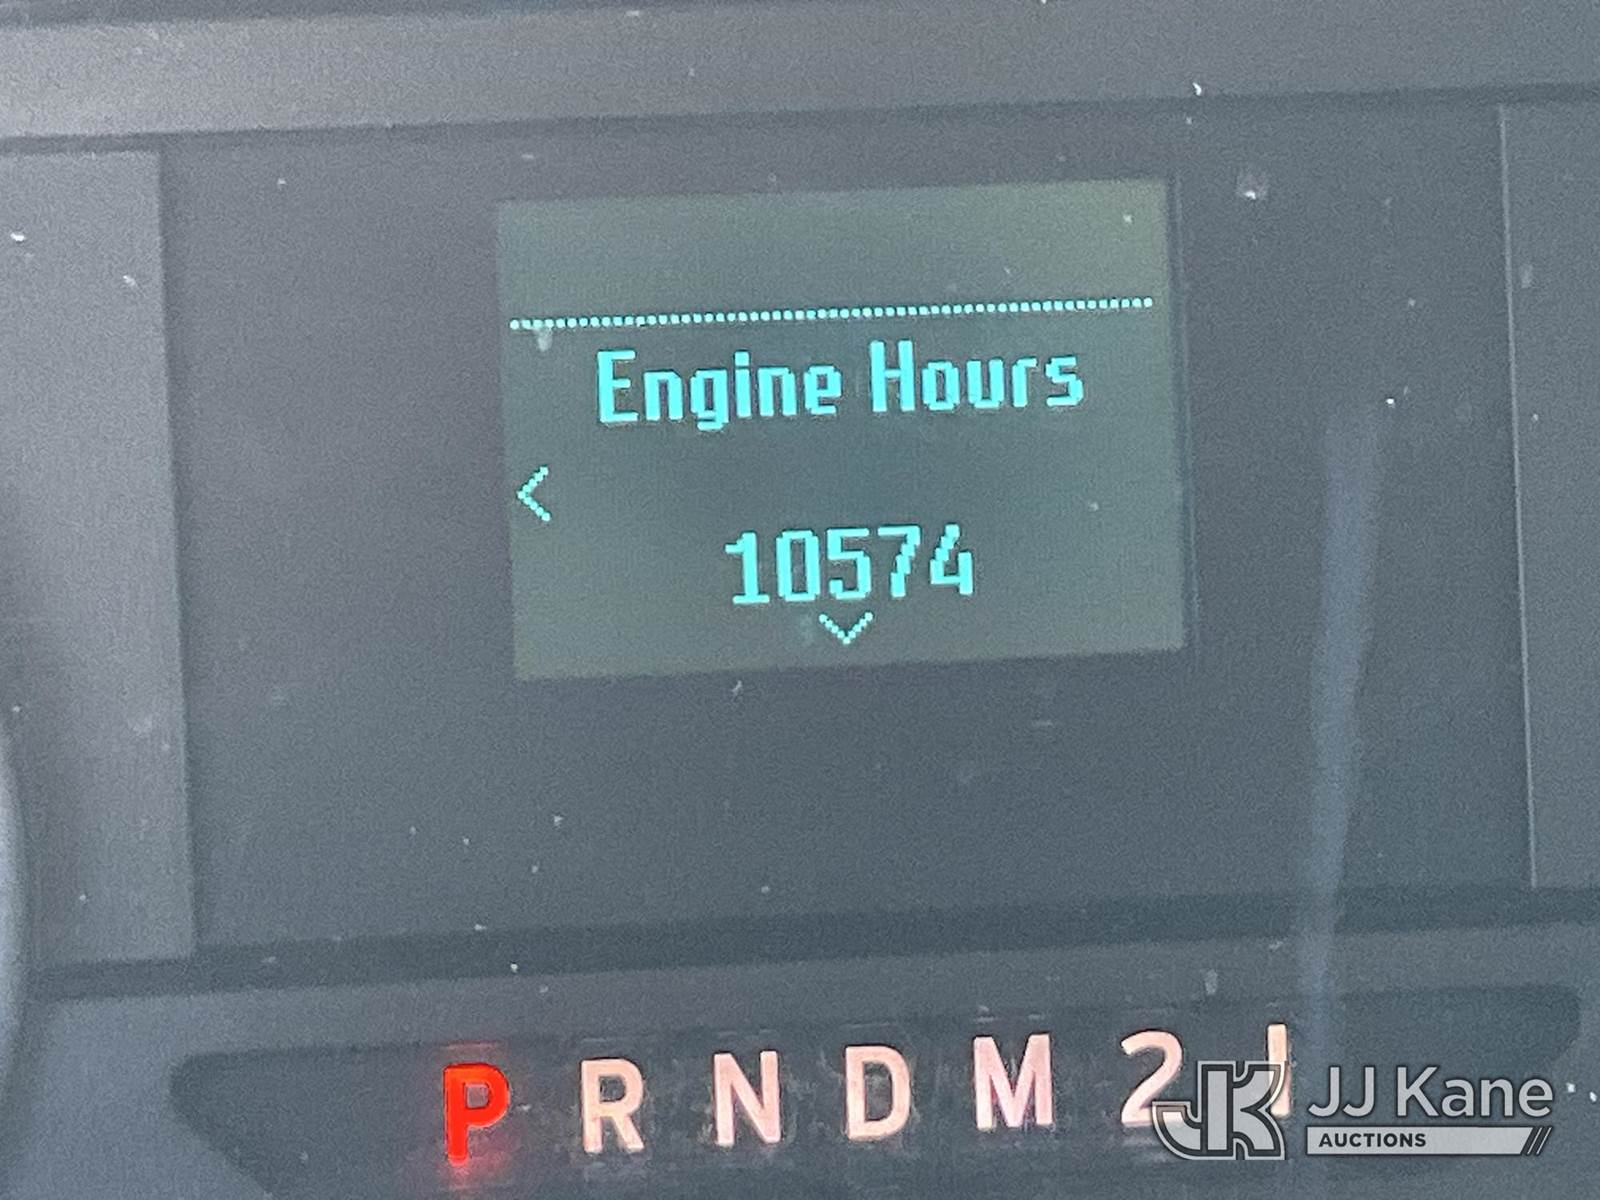 Engine Hours
10574
P R N D M 2 1
JJ Kane
AUCTIONS